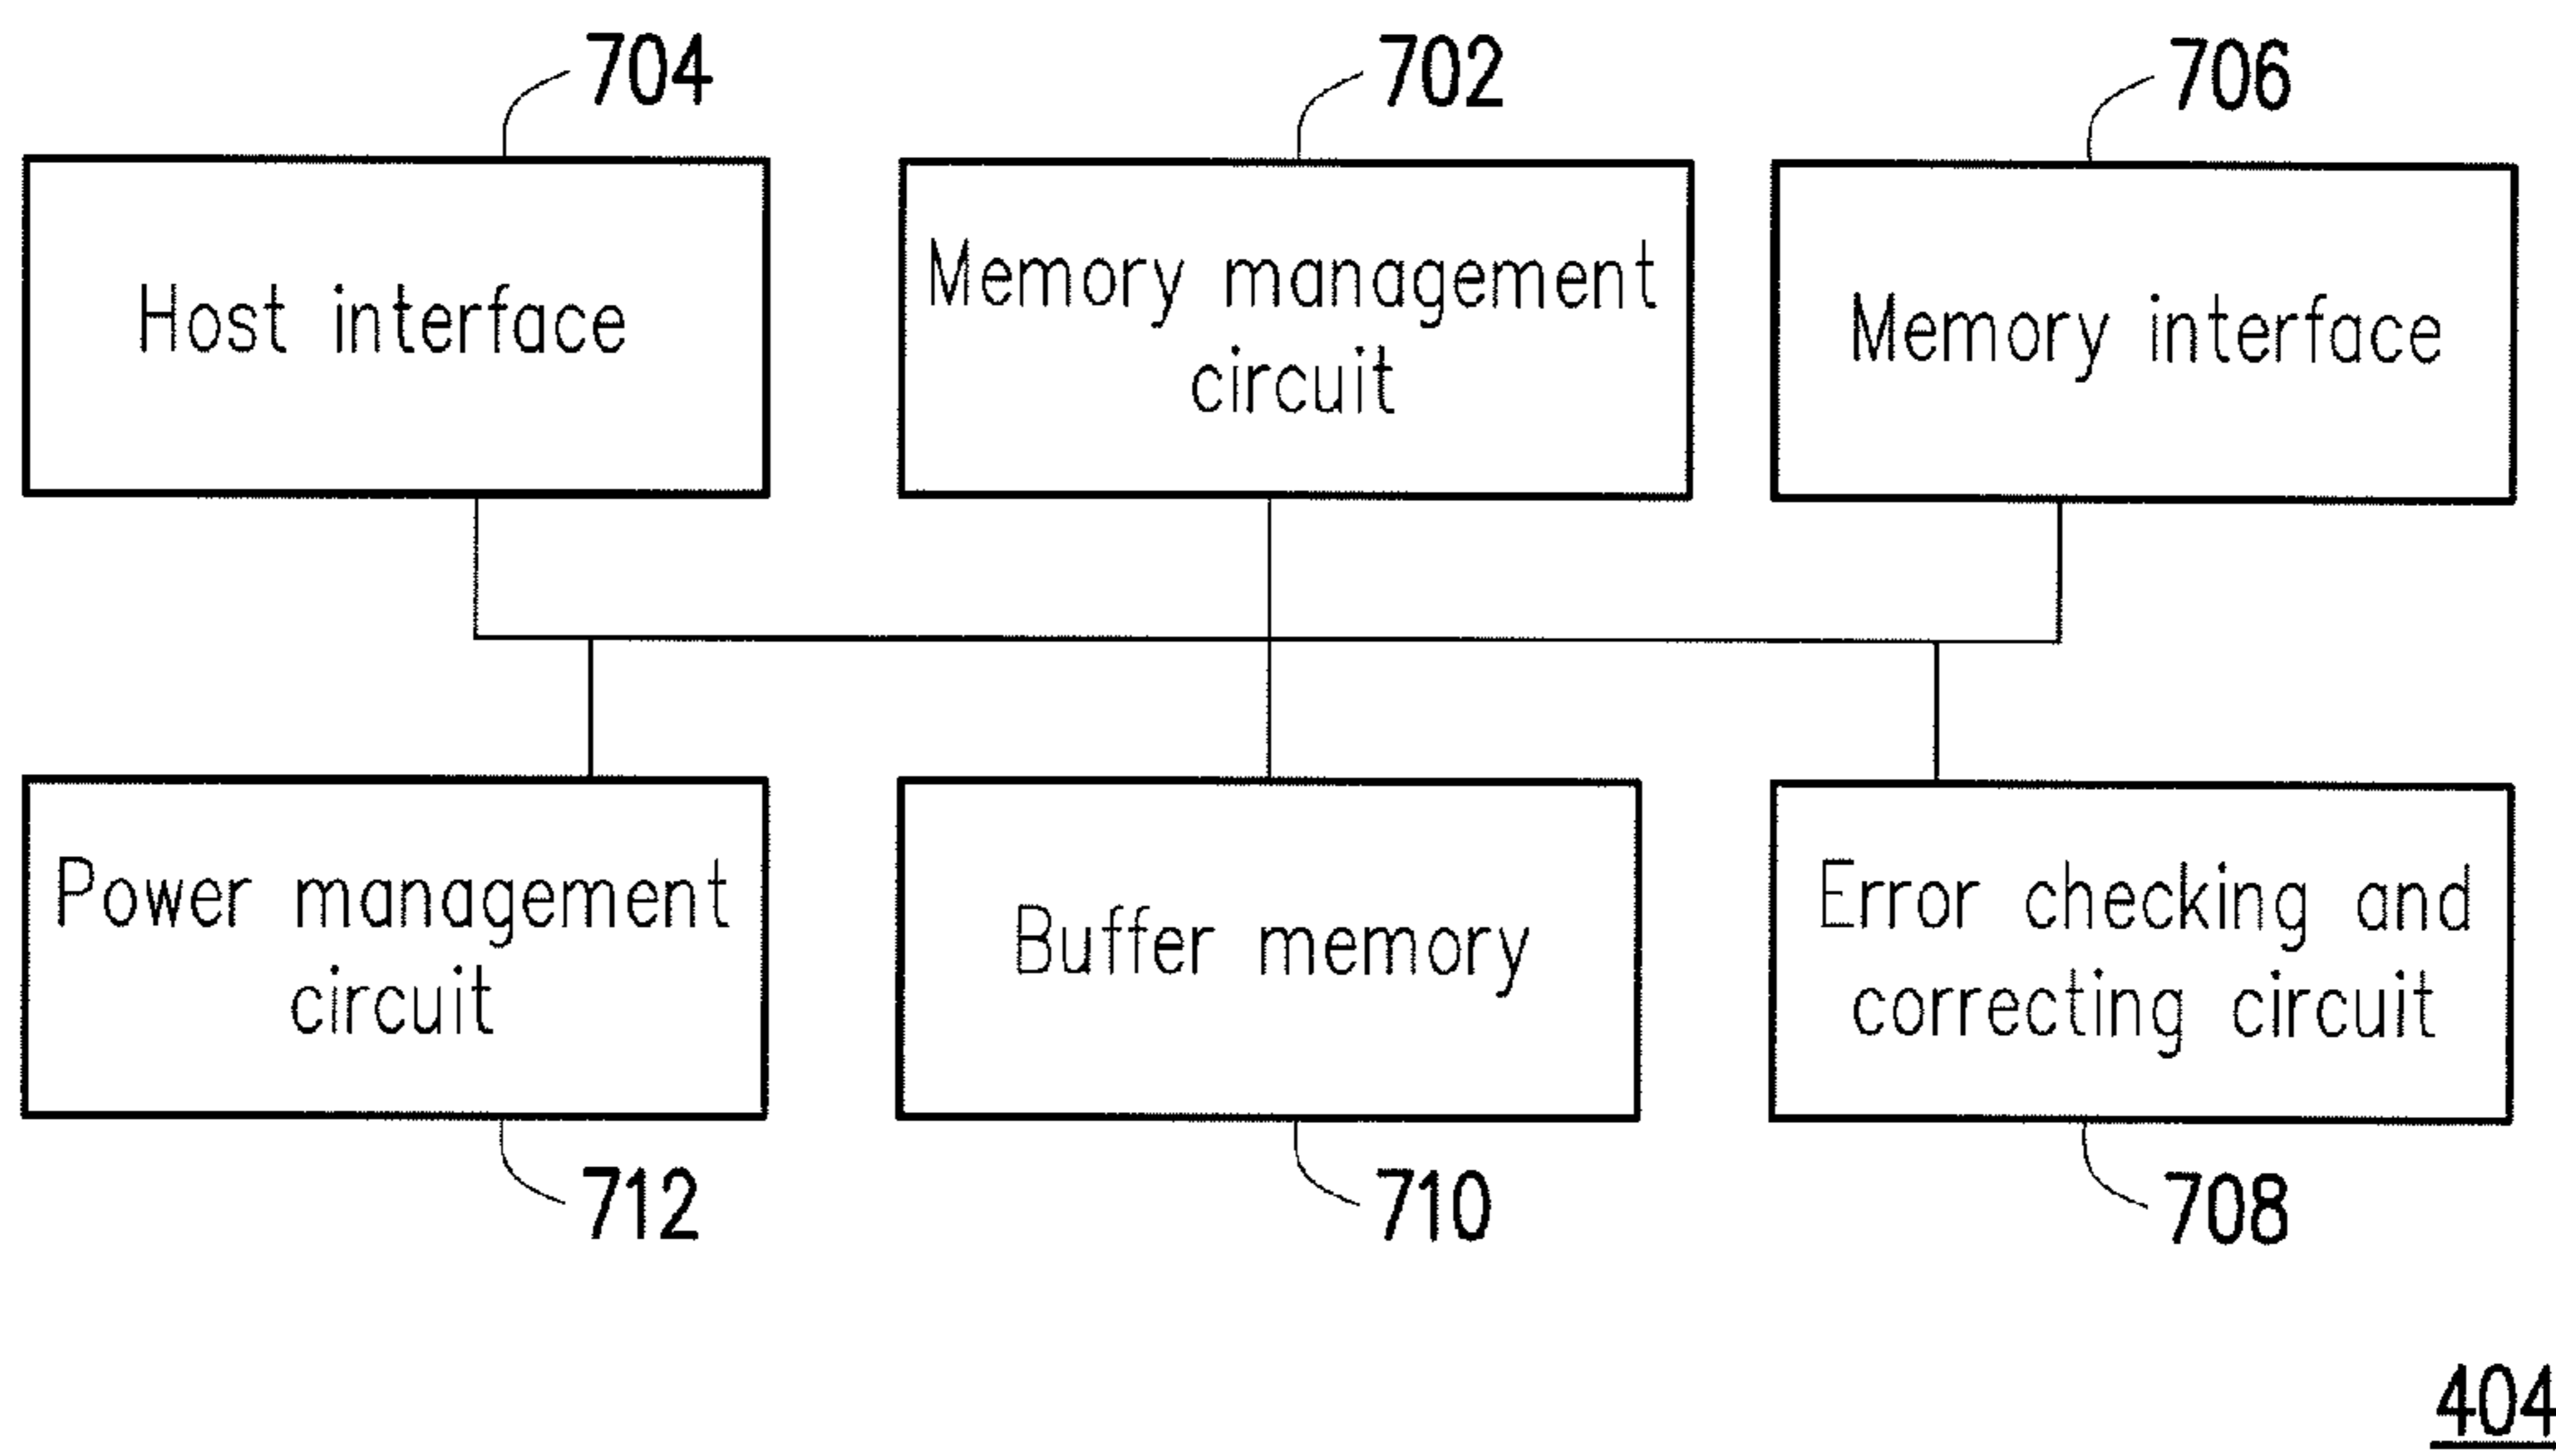 704
702
706
Host interface
Memory management
circuit
Memory interface
Power management
circuit
Buffer memory
Error checking and
correcting circuit
712
710
708
404